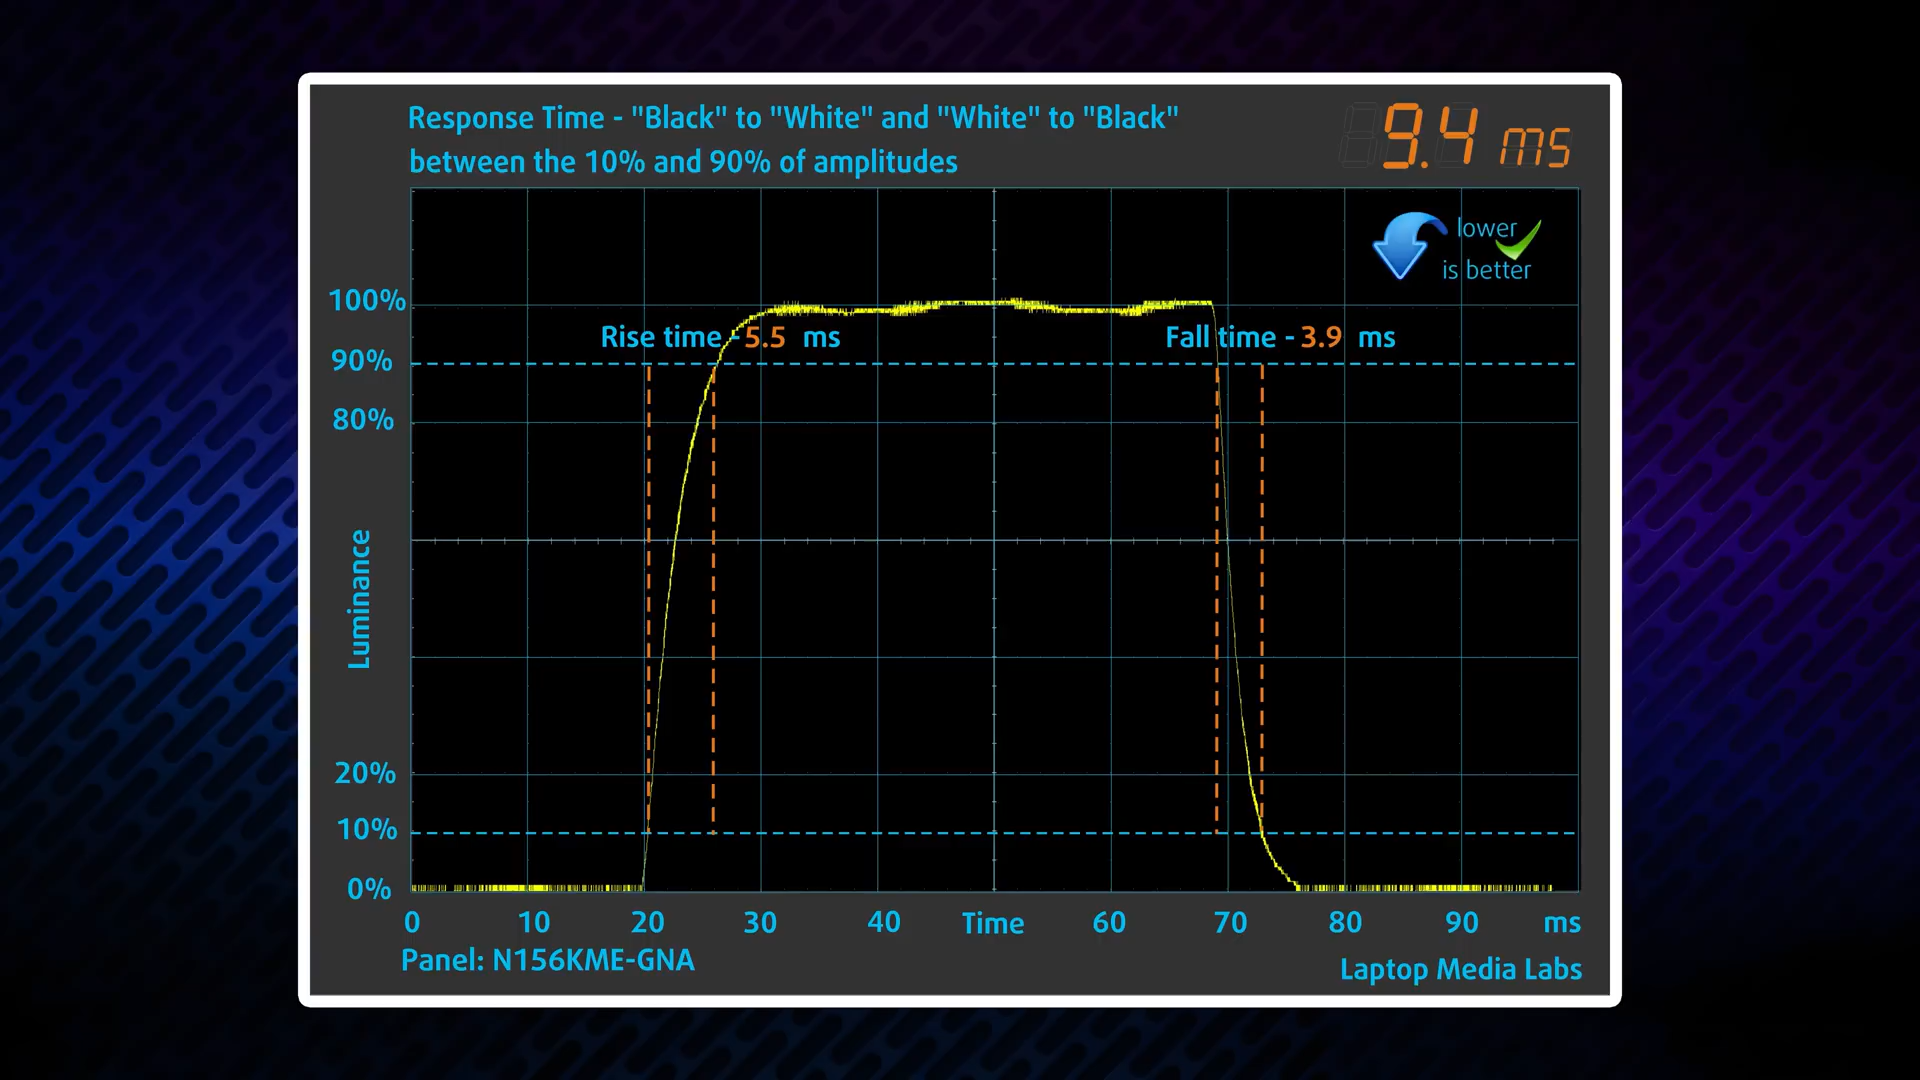 Response Time - "Black" to "White" and "White" to "Black"
between the 10% and 90% of amplitudes
9.4 ms
lower
is better
100%
Rise time - 5.5 ms
Fall time - 3.9 ms
90%
80%
Luminance
20%
10%
0%
0 10 20 30 40 Time 60 70 80 90 ms
Panel: N156KME-GNA
Laptop Media Labs